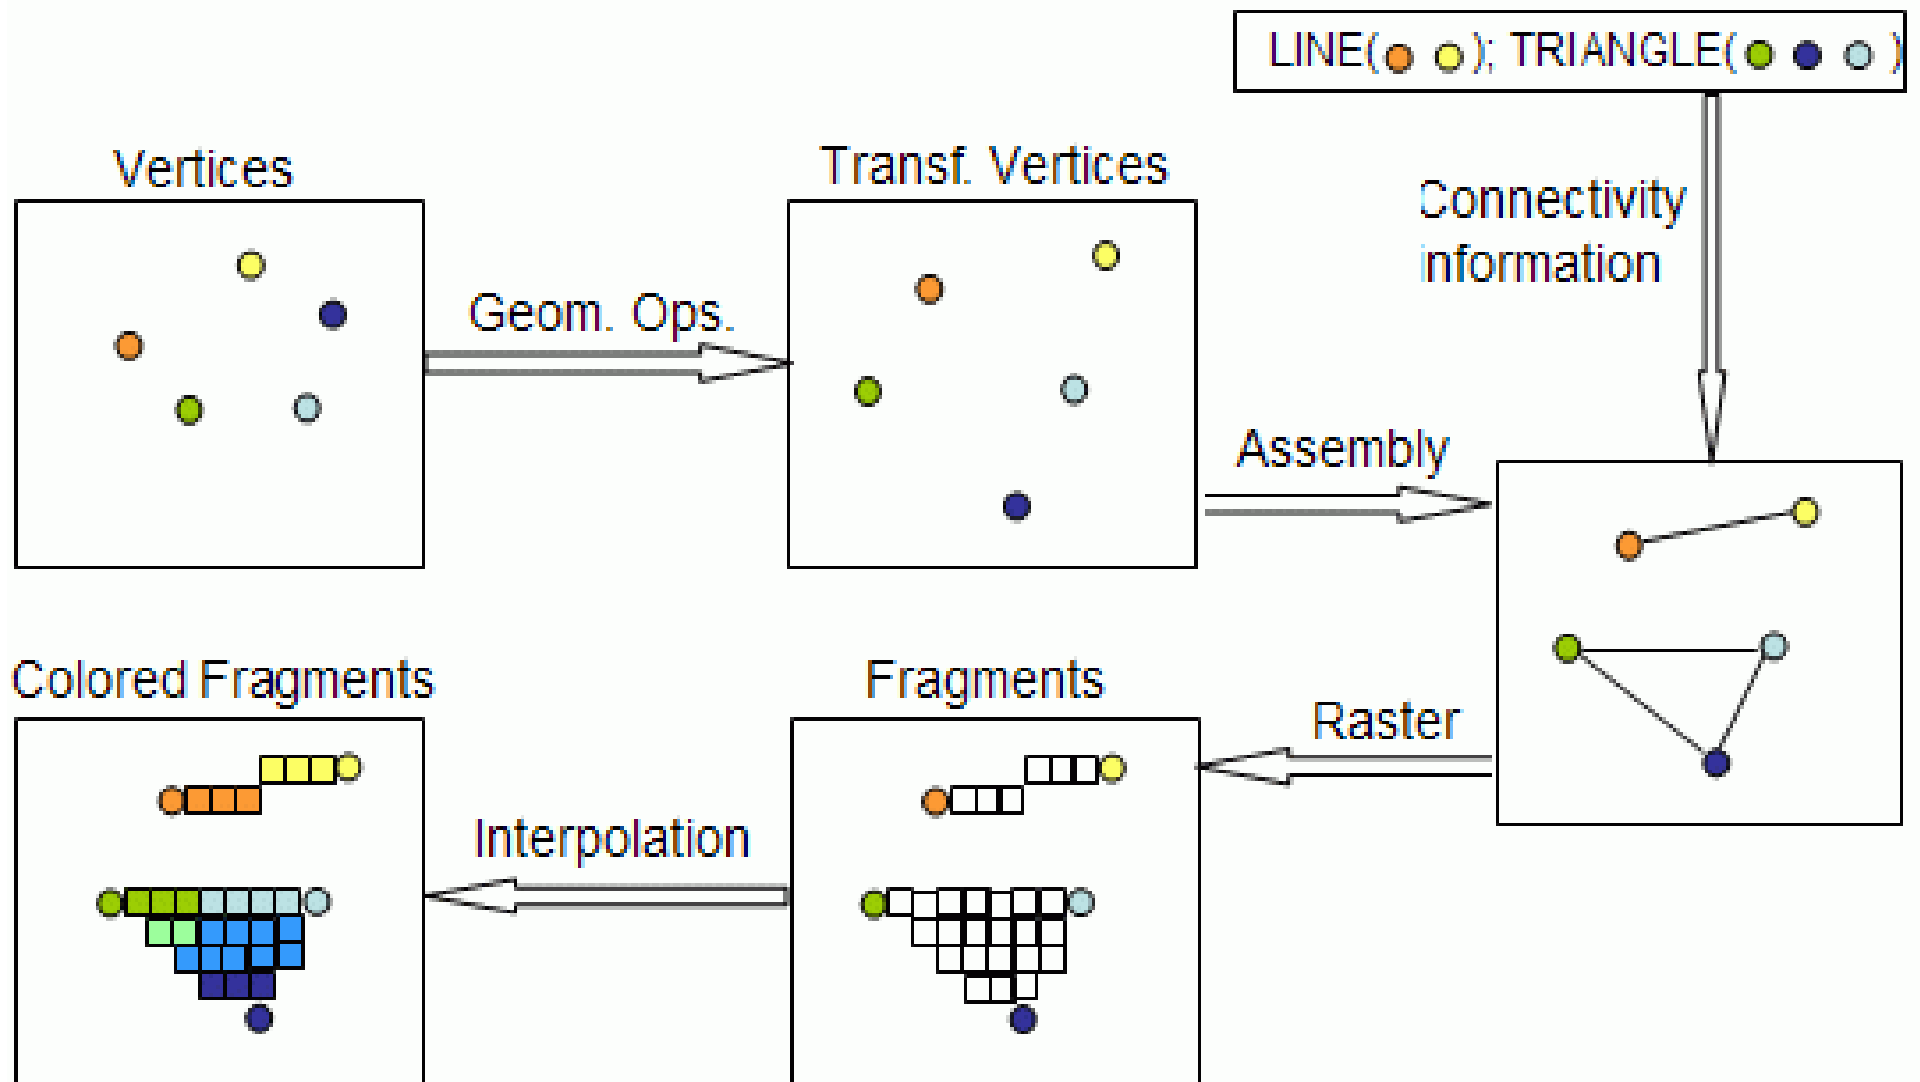 LINE( ); TRIANGLE( )
Vertices
Transf. Vertices
Connectivity
information
Geom. Ops.
Assembly
Colored Fragments
Fragments
Raster
Interpolation